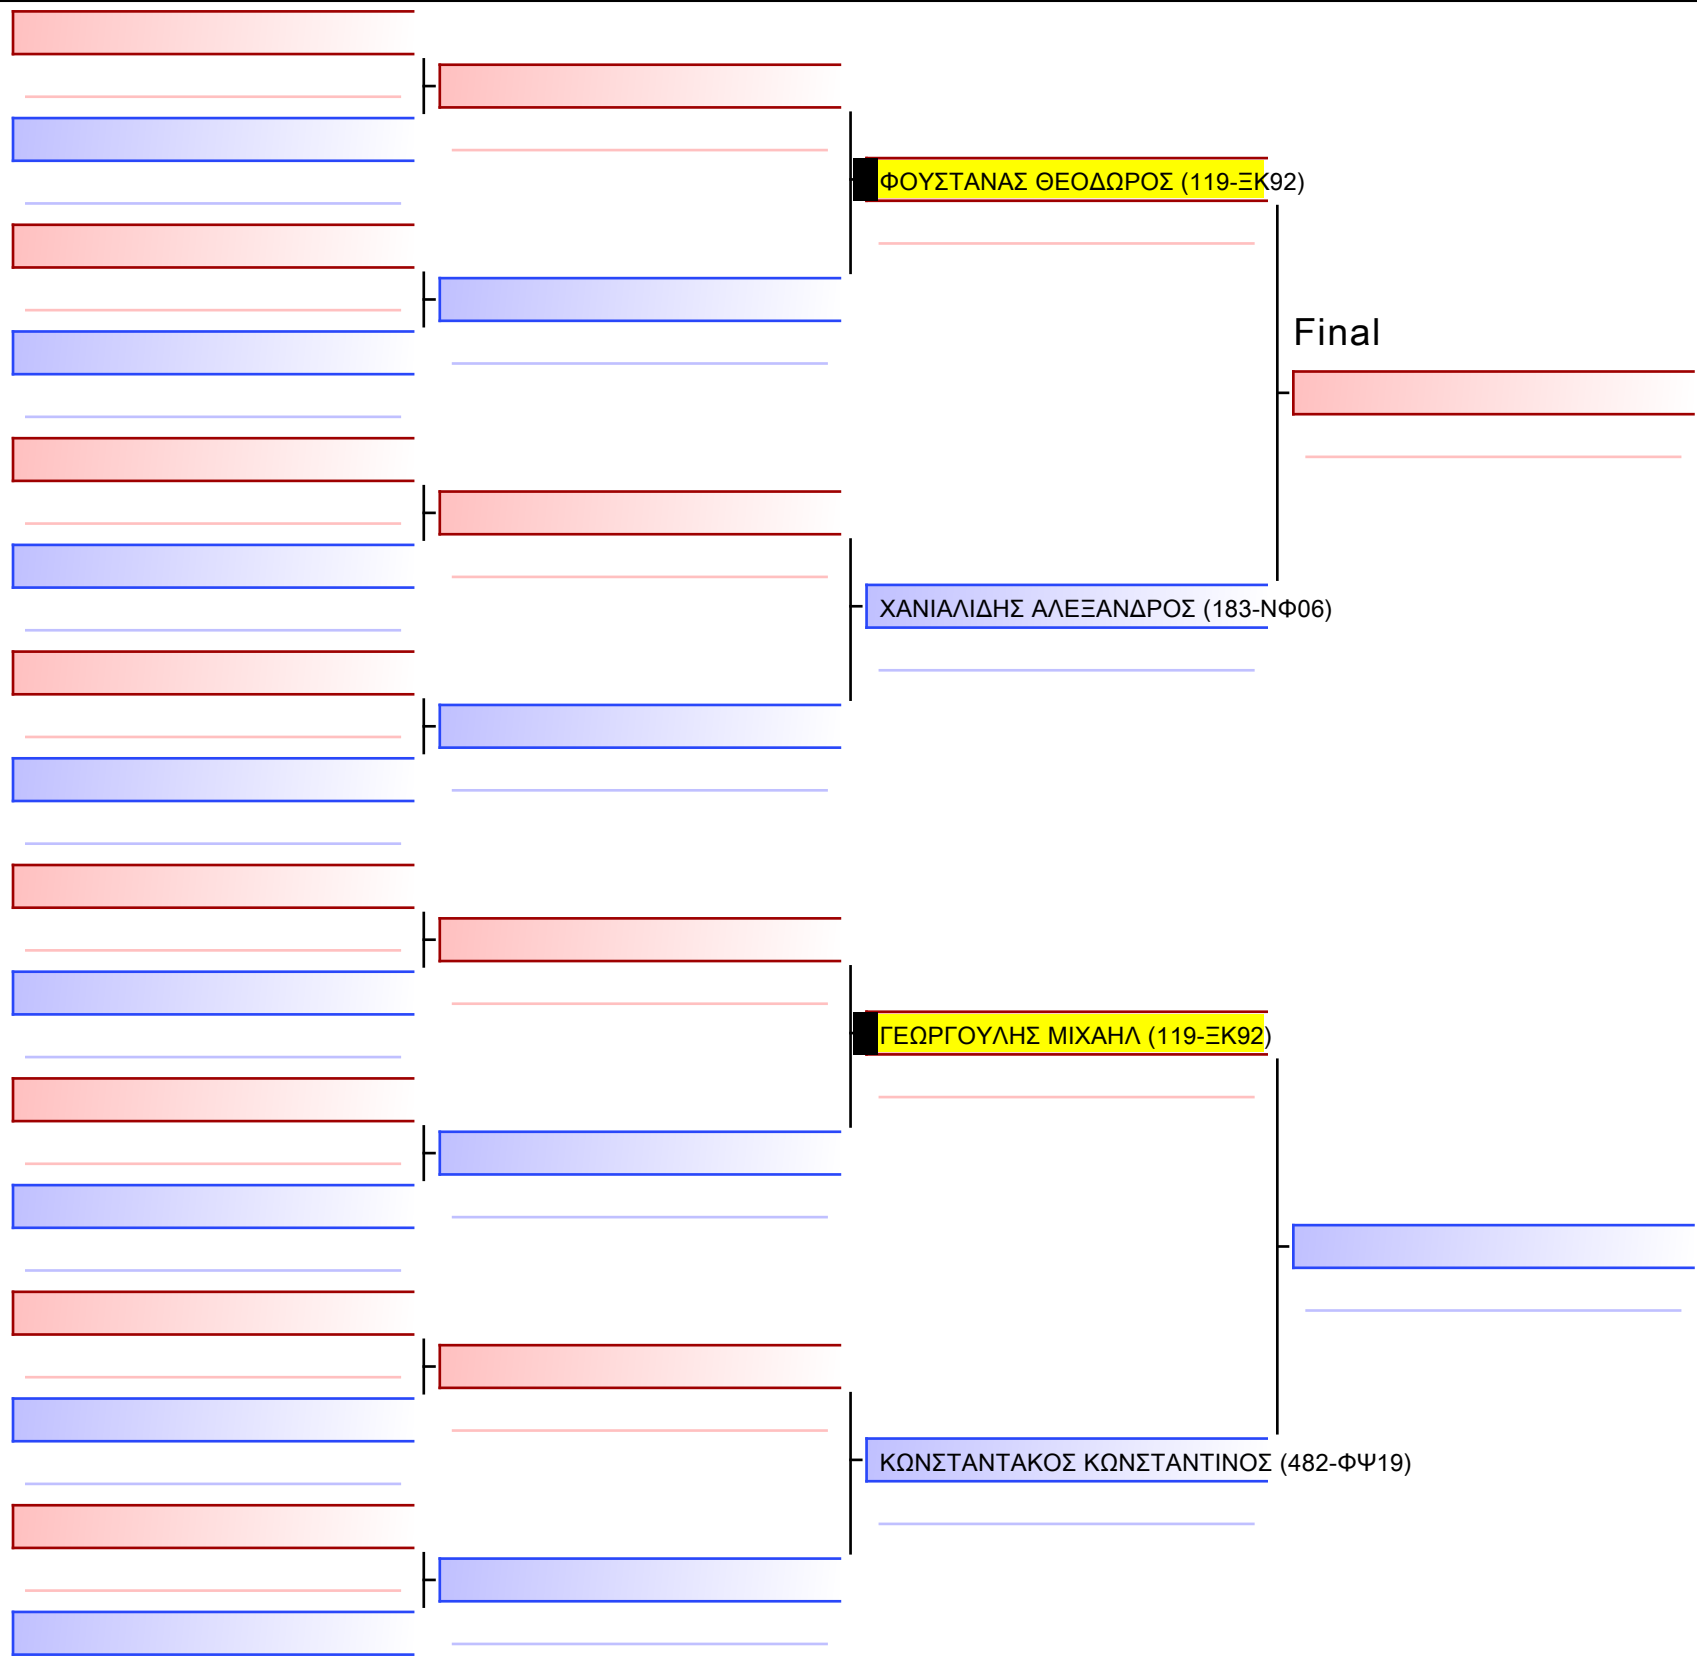 ΦΟΥΣΤΑΝΑΣ ΘΕΟΔΩΡΟΣ (119-ΞΚ92)
Final
ΧΑΝΙΑΛΙΔΗΣ ΑΛΕΞΑΝΔΡΟΣ (183-ΝΦ06)
ΓΕΩΡΓΟΥΛΗΣ ΜΙΧΑΗΛ (119-ΞΚ92)
ΚΩΝΣΤΑΝΤΑΚΟΣ ΚΩΝΣΤΑΝΤΙΝΟΣ (482-ΦΨ19)